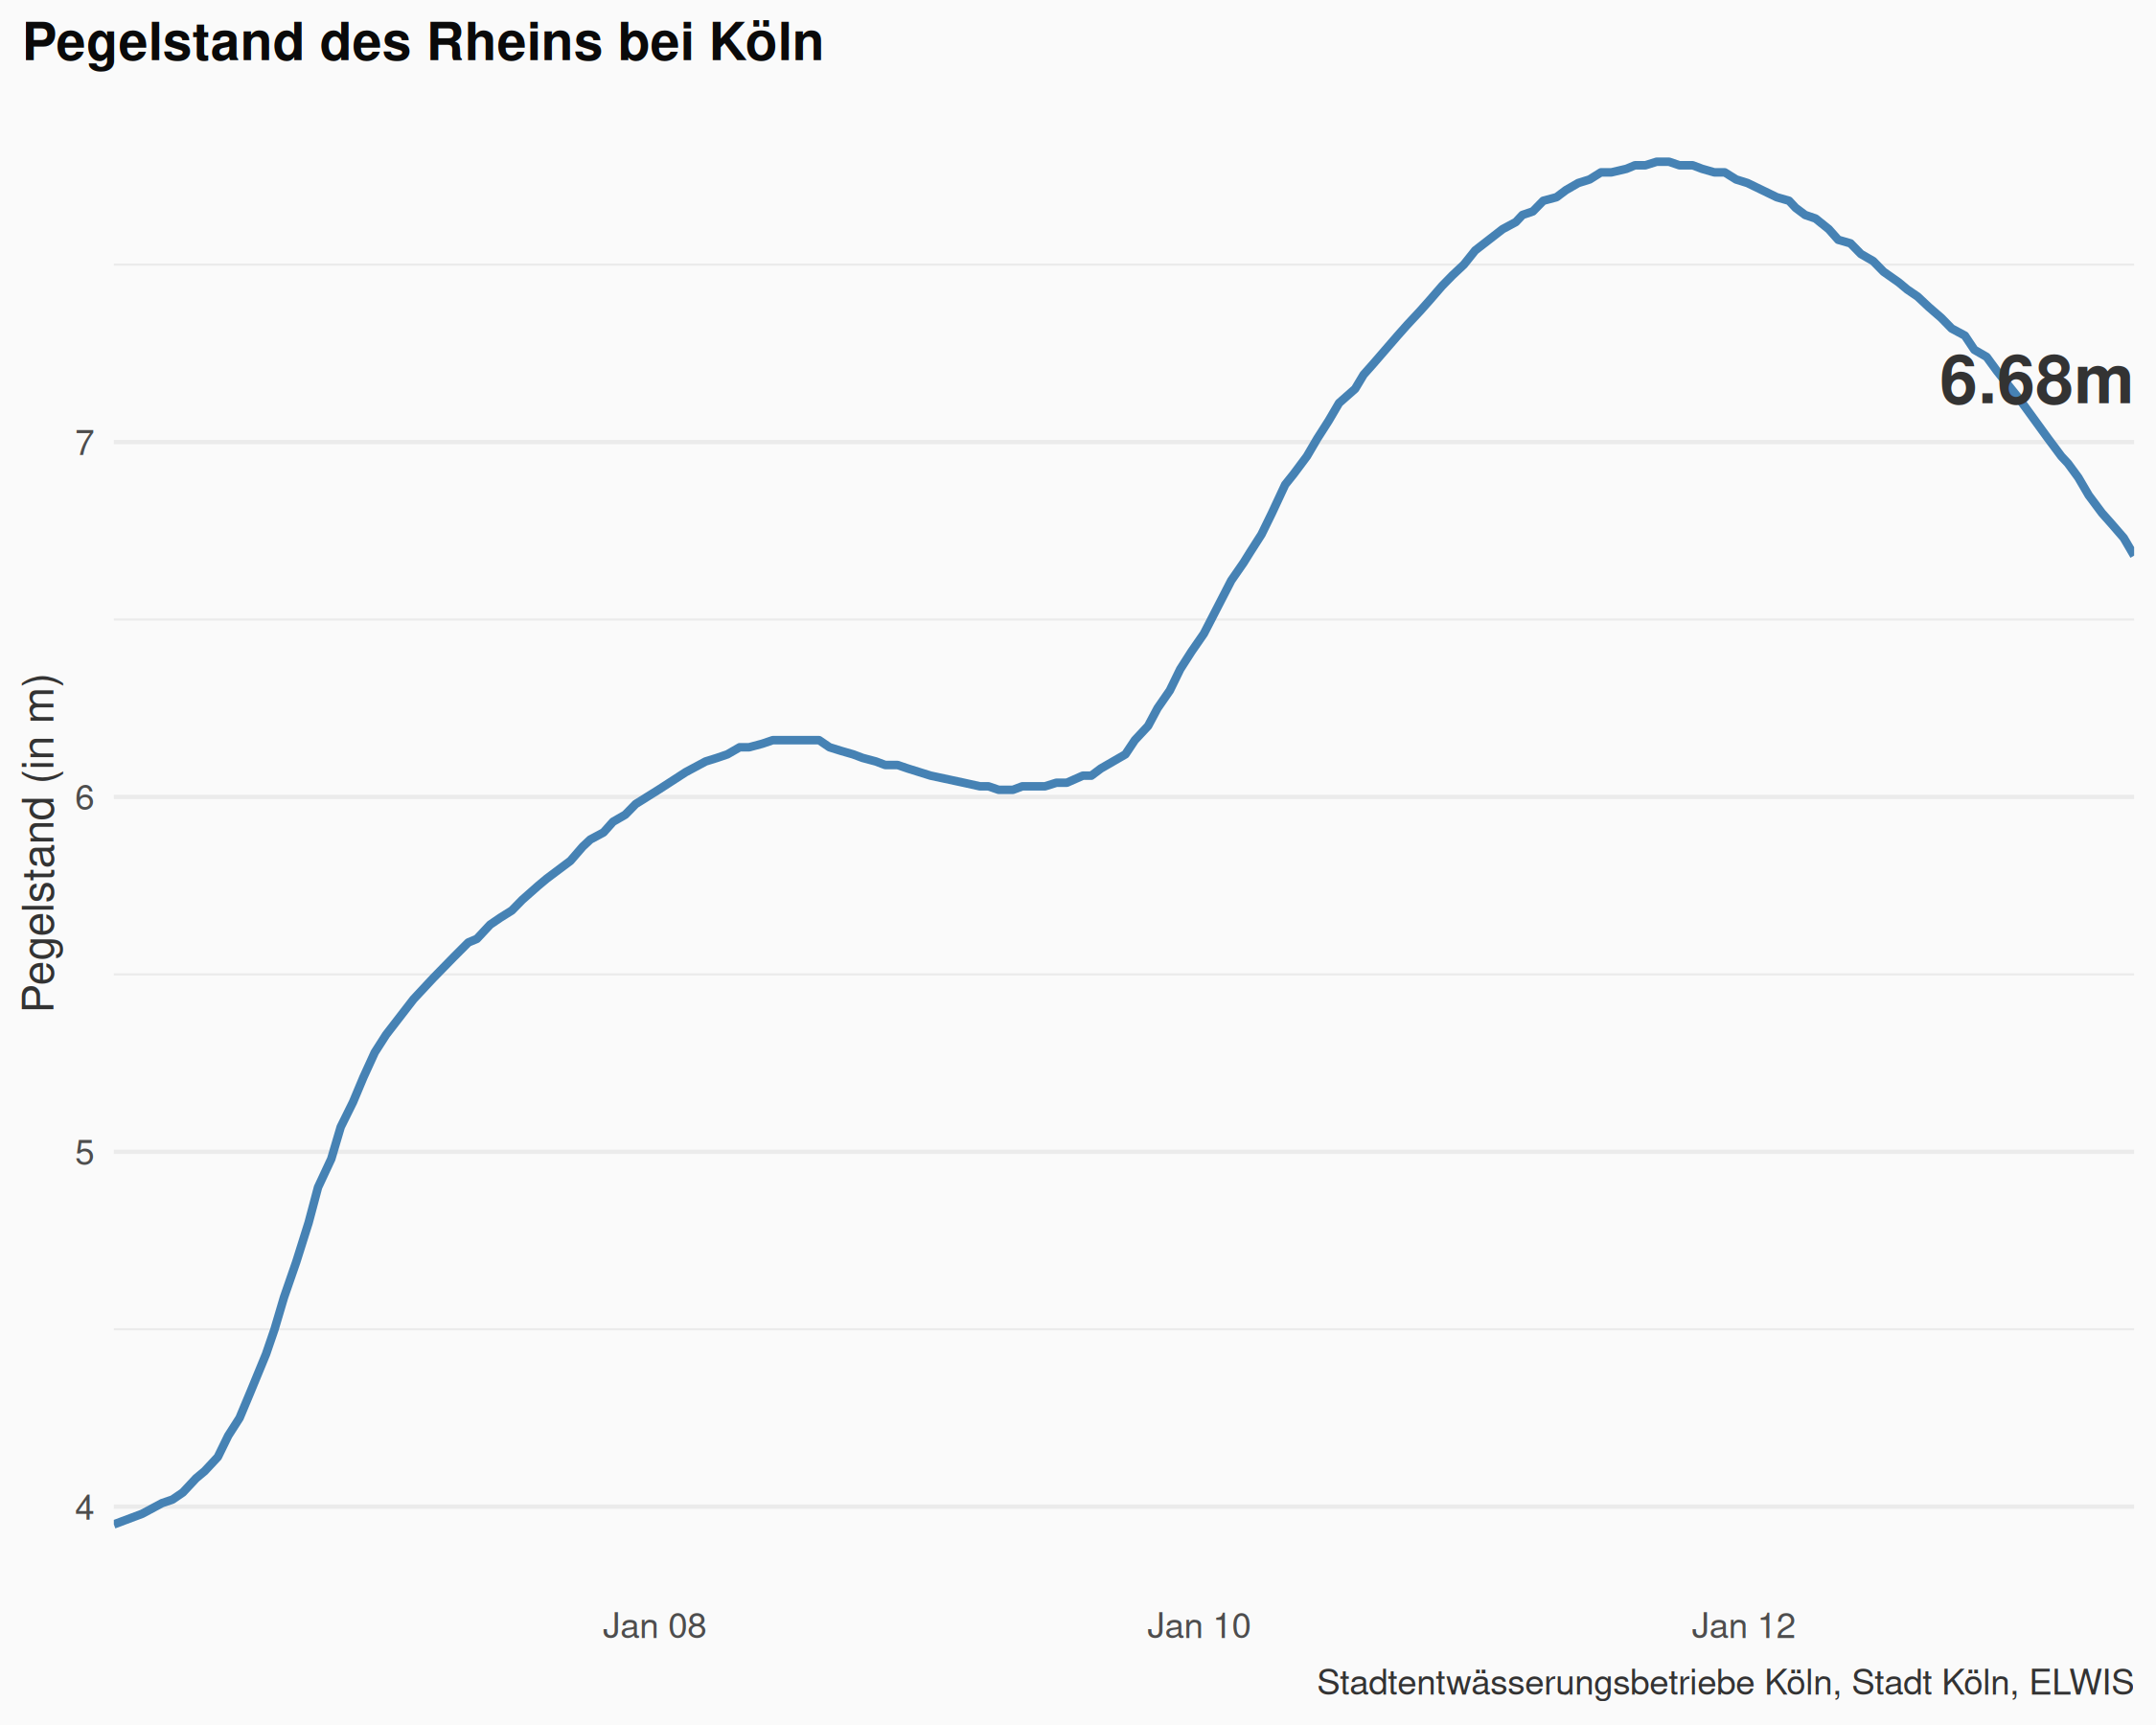 Pegelstand des Rheins bei Köln
6.68m
7
6
5
4
Pegelstand (in m)
Jan 08
Jan 10
Jan 12
Stadtentwässerungsbetriebe Köln, Stadt Köln, ELWIS